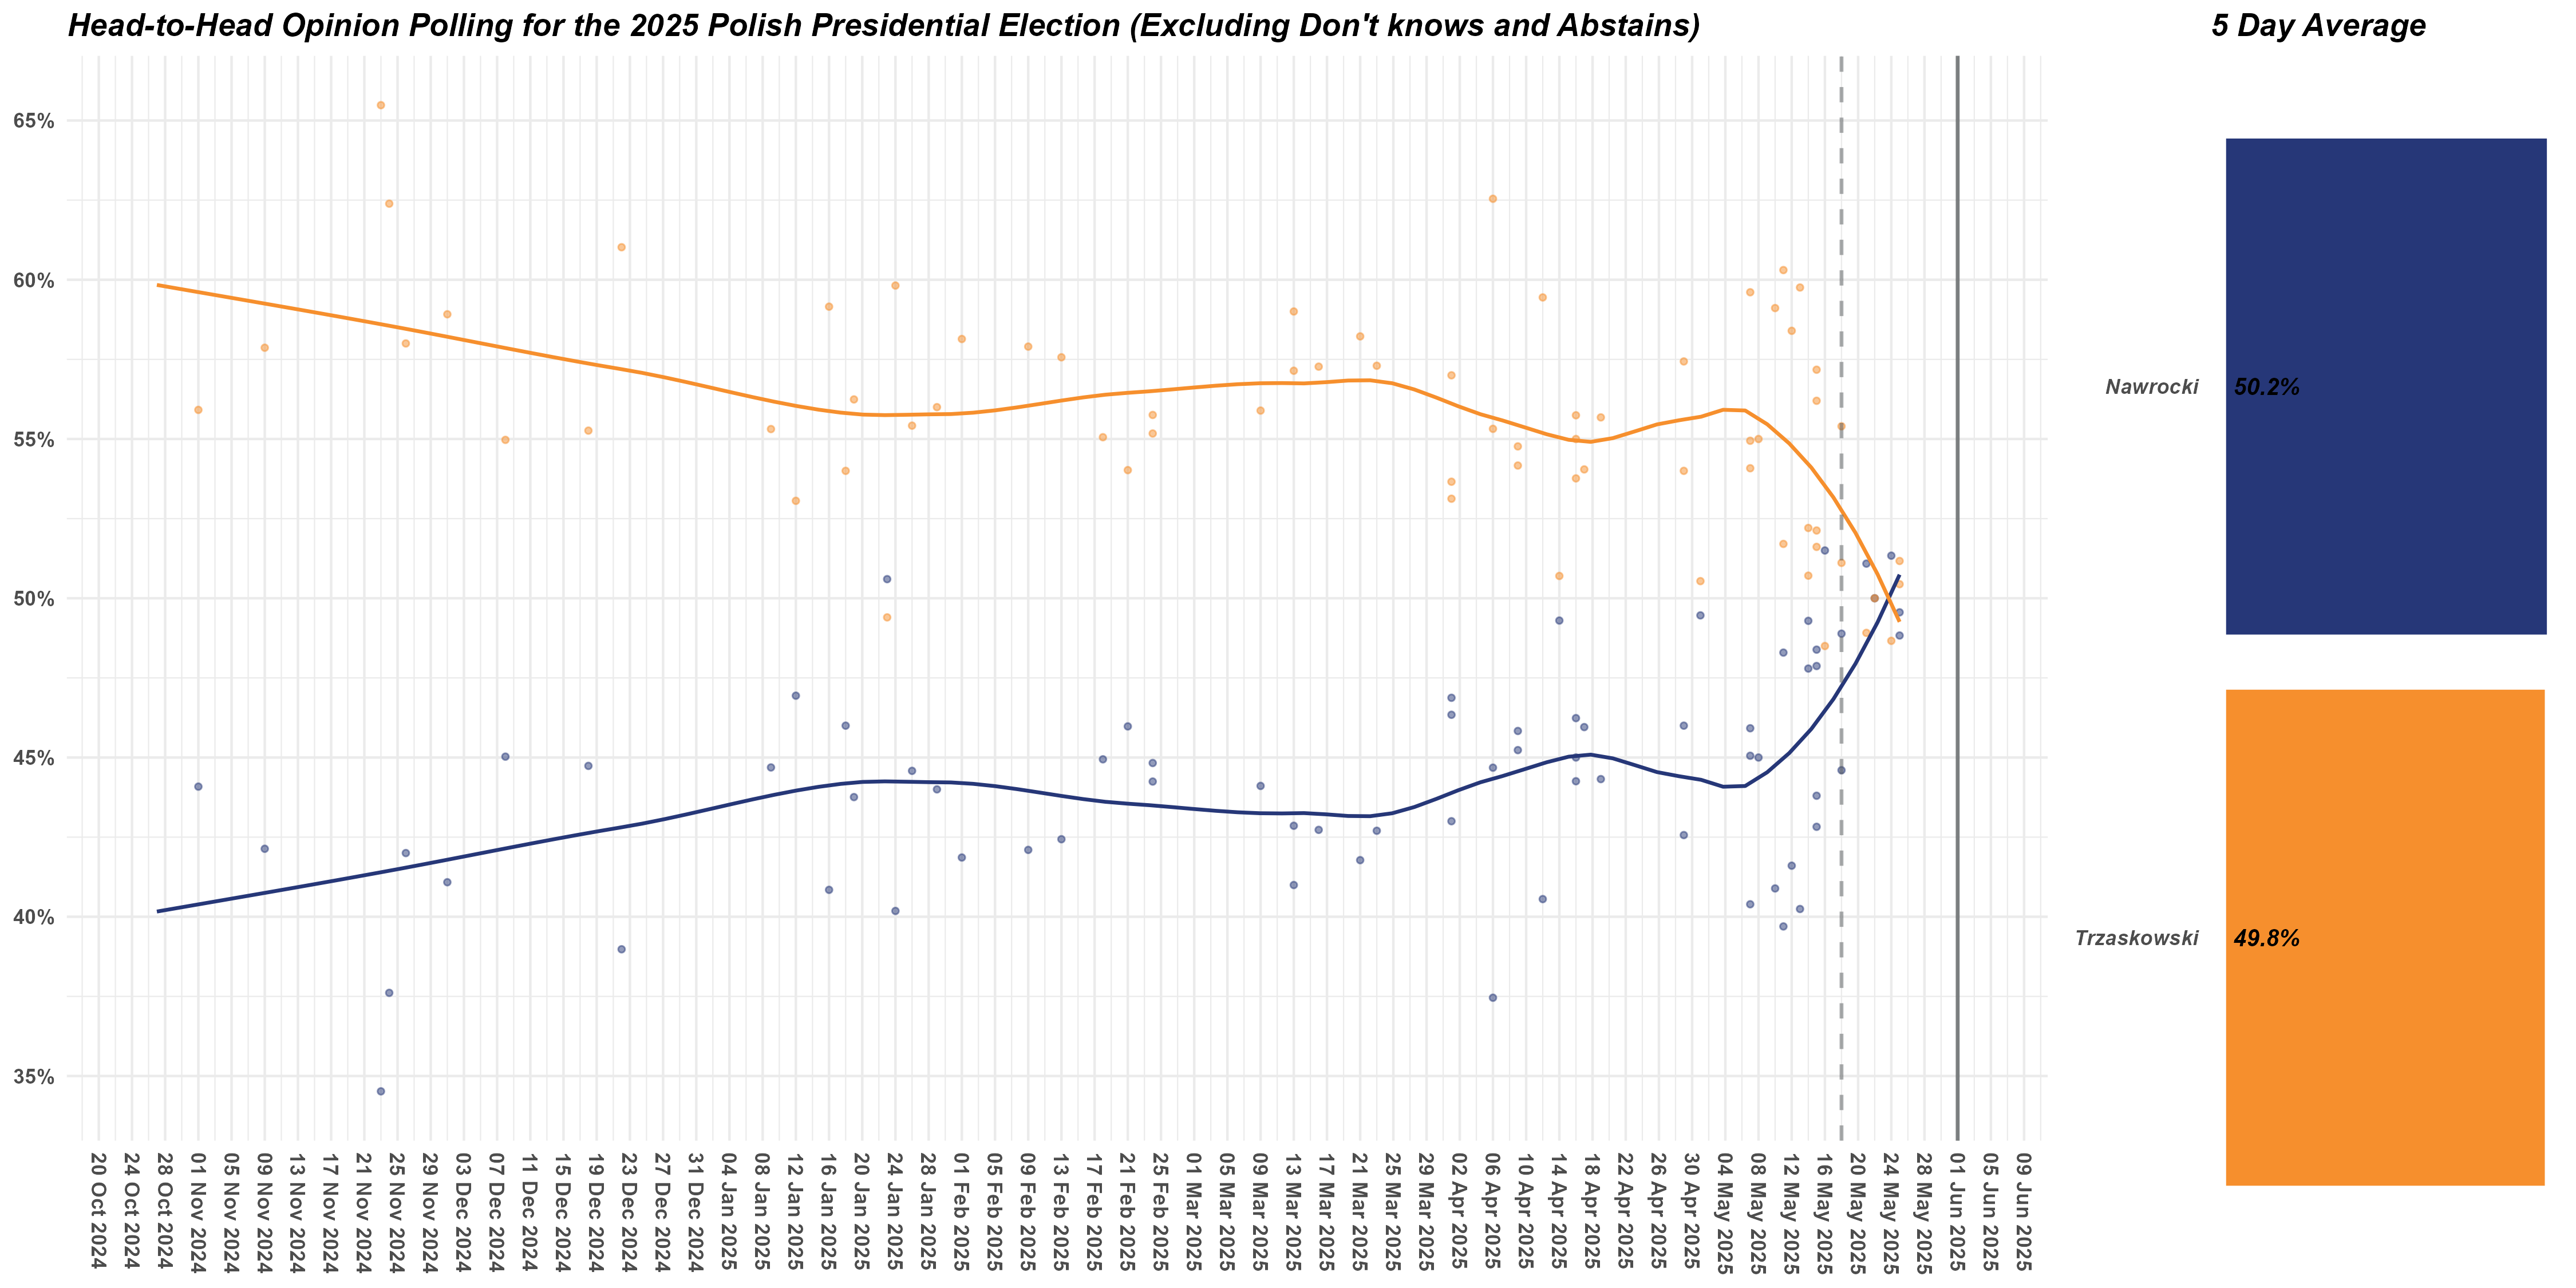 Head-to-Head Opinion Polling for the 2025 Polish Presidential Election (Excluding Don't knows and Abstains)
5 Day Average
65%
60%
55%
50%
45%
40%
35%
20 Oct 2024
24 Oct 2024
28 Oct 2024
01 Nov 2024
05 Nov 2024
09 Nov 2024
13 Nov 2024
17 Nov 2024
21 Nov 2024
25 Nov 2024
29 Nov 2024
03 Dec 2024
07 Dec 2024
11 Dec 2024
15 Dec 2024
19 Dec 2024
23 Dec 2024
27 Dec 2024
31 Dec 2024
04 Jan 2025
08 Jan 2025
12 Jan 2025
16 Jan 2025
20 Jan 2025
24 Jan 2025
28 Jan 2025
01 Feb 2025
05 Feb 2025
09 Feb 2025
13 Feb 2025
17 Feb 2025
21 Feb 2025
25 Feb 2025
01 Mar 2025
05 Mar 2025
09 Mar 2025
13 Mar 2025
17 Mar 2025
21 Mar 2025
25 Mar 2025
29 Mar 2025
02 Apr 2025
06 Apr 2025
10 Apr 2025
14 Apr 2025
18 Apr 2025
22 Apr 2025
26 Apr 2025
30 Apr 2025
04 May 2025
08 May 2025
12 May 2025
16 May 2025
20 May 2025
24 May 2025
28 May 2025
01 Jun 2025
05 Jun 2025
09 Jun 2025
Nawrocki
50.2%
Trzaskowski
49.8%